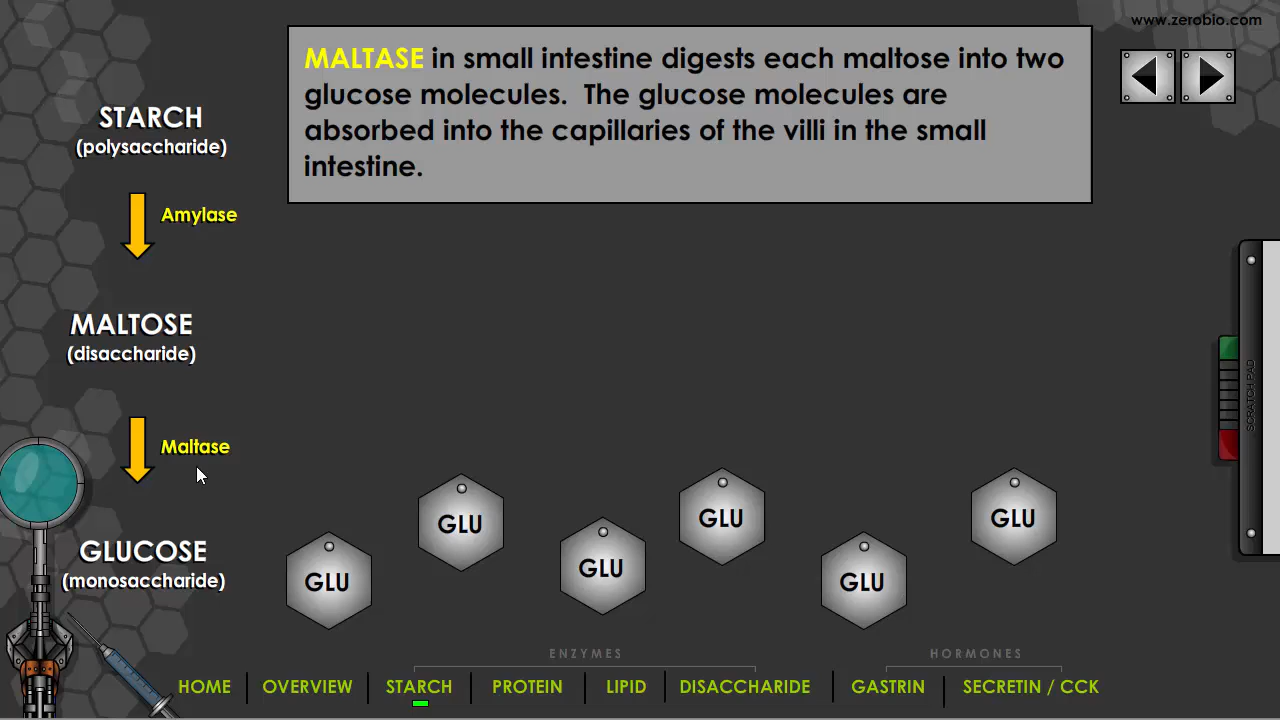 www.zerobio.com
MALTASE in small intestine digests each maltose into two
glucose molecules.  The glucose molecules are
absorbed into the capillaries of the villi in the small
intestine.
STARCH
(polysaccharide)
Amylase
MALTOSE
(disaccharide)
Maltase
GLUCOSE
(monosaccharide)
GLU
GLU
GLU
GLU
GLU
GLU
SCRATCH PAD
ENZYMES
HORMONES
HOME
OVERVIEW
STARCH
PROTEIN
LIPID
DISACCHARIDE
GASTRIN
SECRETIN / CCK